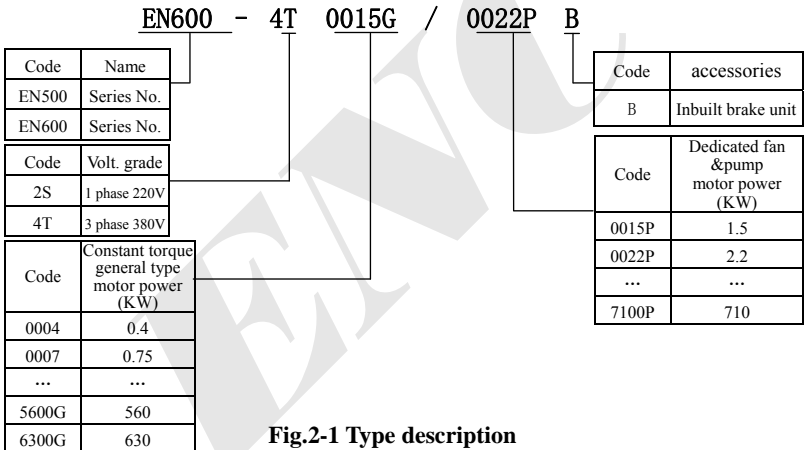 EN600 - 4T 0015G / 0022P B
Code Name
EN500 Series No.
EN600 Series No.
Code Volt. grade
2S 1 phase 220V
4T 3 phase 380V
Code Constant torque
general type
motor power
(KW)
0004 0.4
0007 0.75
... ...
5600G 560
6300G 630
Code accessories
B Inbuilt brake unit
Code Dedicated fan
&pump
motor power
(KW)
0015P 1.5
0022P 2.2
... ...
7100P 710
ENC
Fig.2-1 Type description